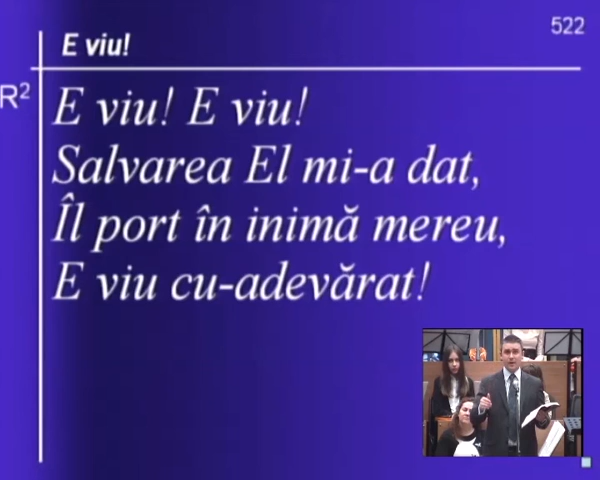 522
E viu!
R2
E viu! E viu!
Salvarea El mi-a dat,
Îl port în inimă mereu,
E viu cu-adevărat!